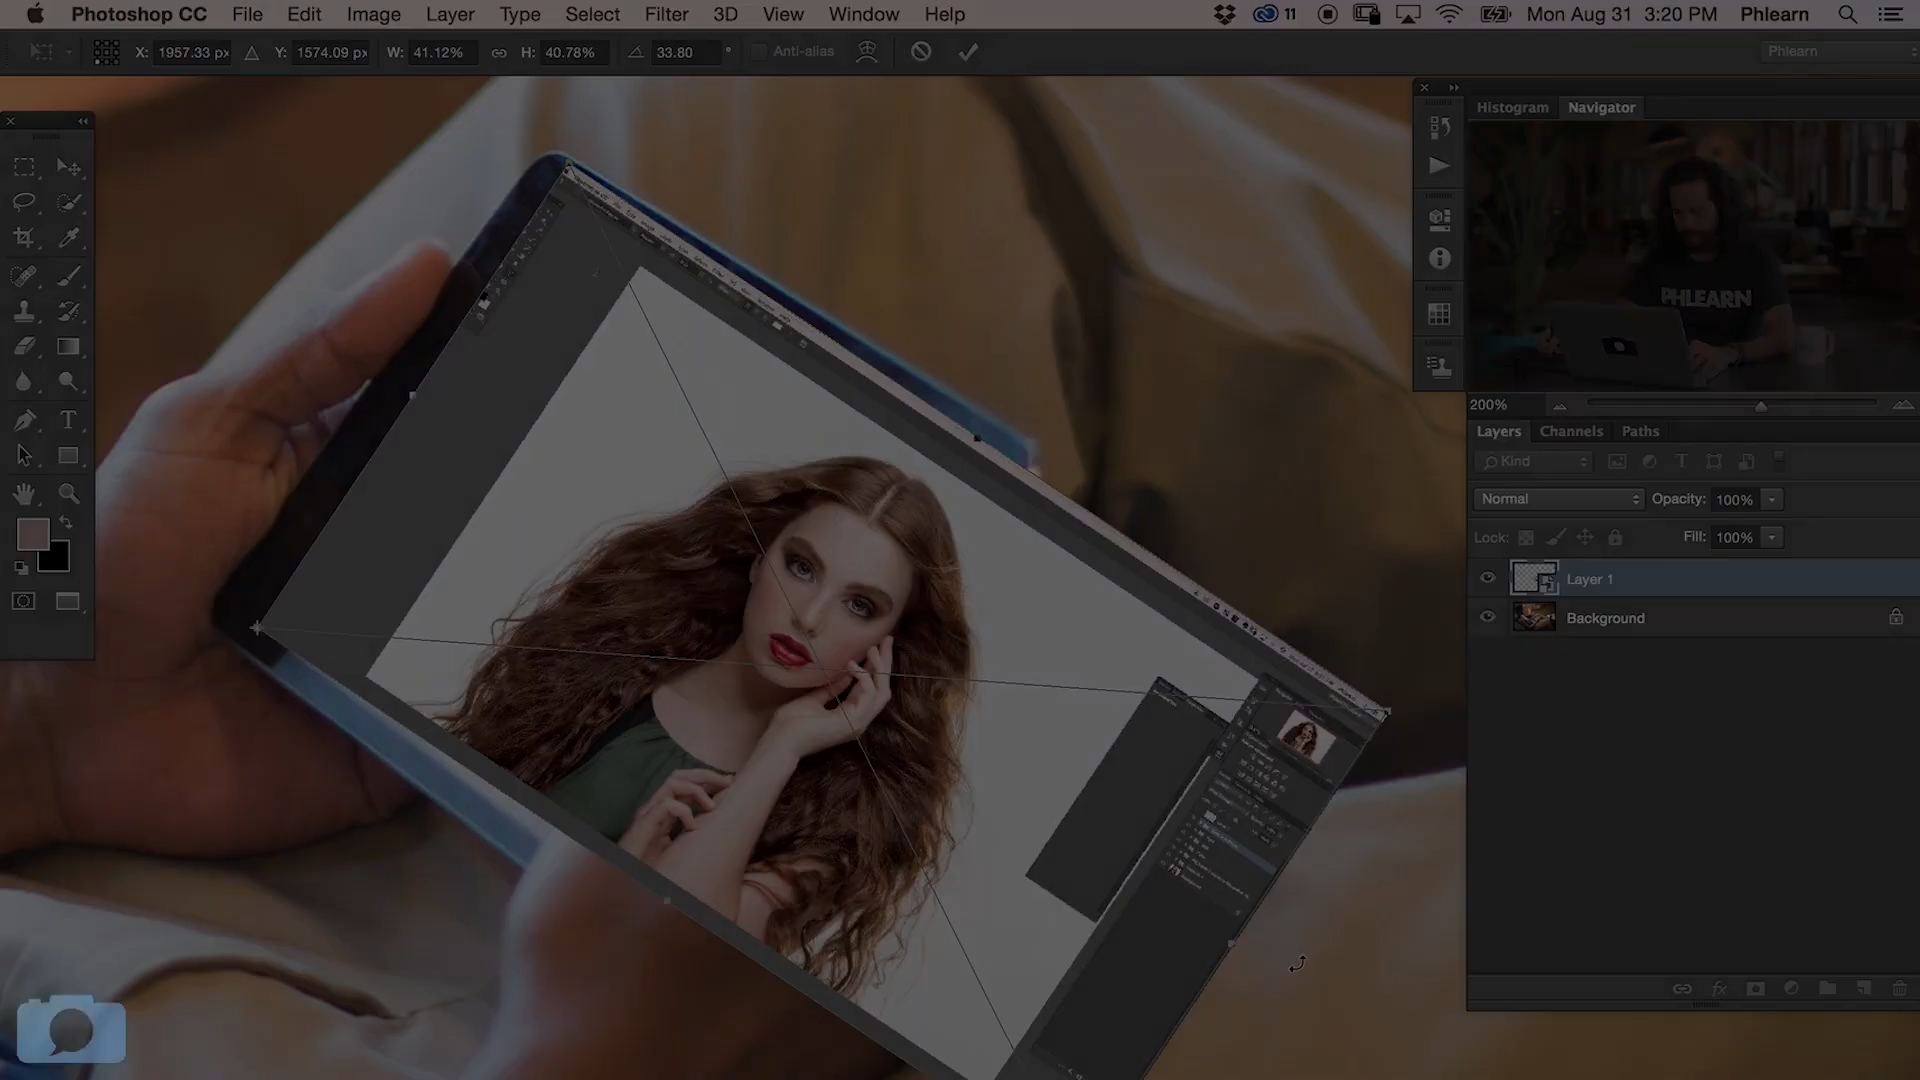 Photoshop CC File Edit Image Layer Type Select Filter 3D View Window Help 11 Mon Aug 31 3:20 PM Phlearn
X: 1957.33 px Y: 1574.09 px W: 41.12% H: 40.78% 33.80 ° Anti-alias Phlearn
Histogram Navigator
PHLEARN
200%
Layers Channels Paths
Kind
Normal Opacity: 100%
Lock: Fill: 100%
Layer 1
Background